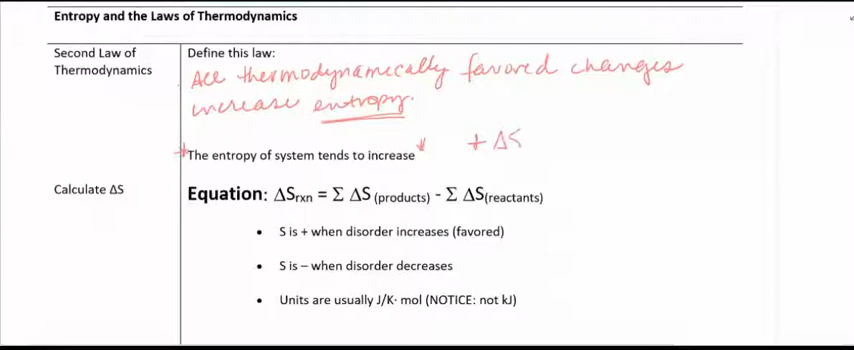 Entropy and the Laws of Thermodynamics
Second Law of
Thermodynamics
Define this law:
All thermodynamically favored changes
increase entropy.
*The entropy of system tends to increase* + ΔS
Calculate ΔS
Equation: ΔSrxn = Σ ΔS (products) - Σ ΔS(reactants)
• S is + when disorder increases (favored)
• S is – when disorder decreases
• Units are usually J/K· mol (NOTICE: not kJ)